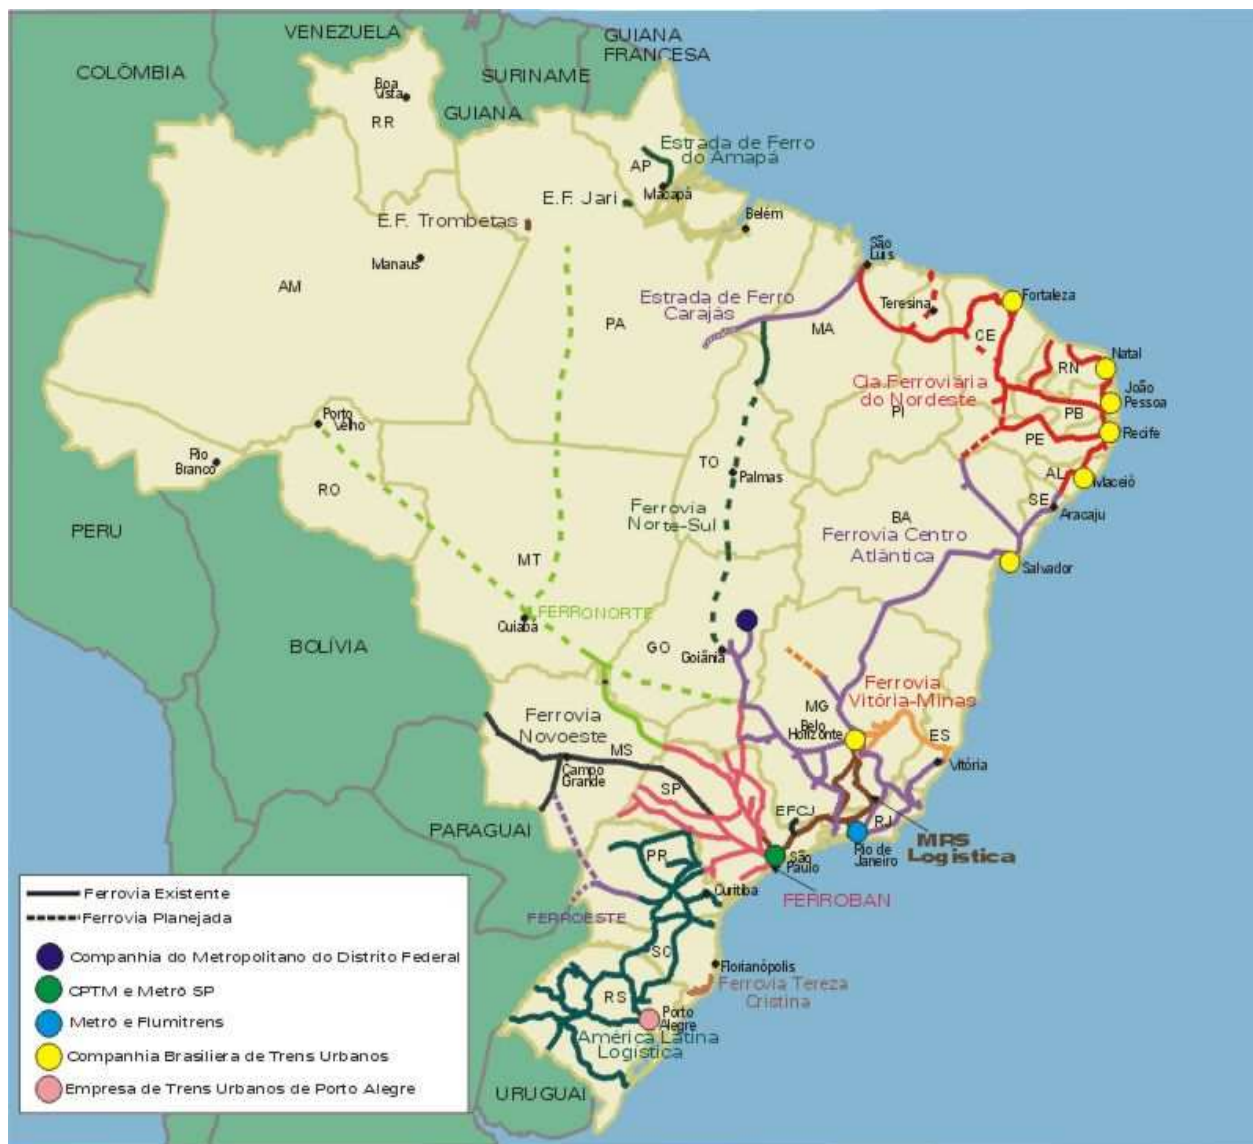 VENEZUELA
GUIANA
FRANCESA
COLÔMBIA
SURINAME
Boa
Vista
GUIANA
RR
Estrada de Ferro
do Amapá
AP
Macapá
E.F. Jari
E.F. Trombetas
Belém
Manaus
São
Luís
AM
Estrada de Ferro
Carajás
Teresina
Fortaleza
PA
MA
CE
Natal
RN
Cia.Ferroviária
do Nordeste
João
Pessoa
PI
PB
Porto
Velho
Recife
PE
Rio
Branco
TO
Palmas
AL
Maceió
RO
SE
Aracaju
PERU
Ferrovia
Norte-Sul
BA
Ferrovia Centro
Atlântica
MT
Salvador
FERRONORTE
Cuiabá
BOLÍVIA
GO
Goiânia
Ferrovia
Vitória-Minas
MG
Ferrovia
Novoeste
Belo
Horizonte
ES
MS
Vitória
Campo
Grande
SP
EFCJ
RJ
PARAGUAI
MRS
Logística
Rio de
Janeiro
PR
São
Paulo
Curitiba
FERROBAN
FERROESTE
SC
Florianópolis
Ferrovia Tereza
Cristina
RS
Porto
Alegre
América Latina
Logística
URUGUAI
Ferrovia Existente
Ferrovia Planejada
Companhia do Metropolitano do Distrito Federal
CPTM e Metrô SP
Metrô e Flumitrens
Companhia Brasiliera de Trens Urbanos
Empresa de Trens Urbanos de Porto Alegre